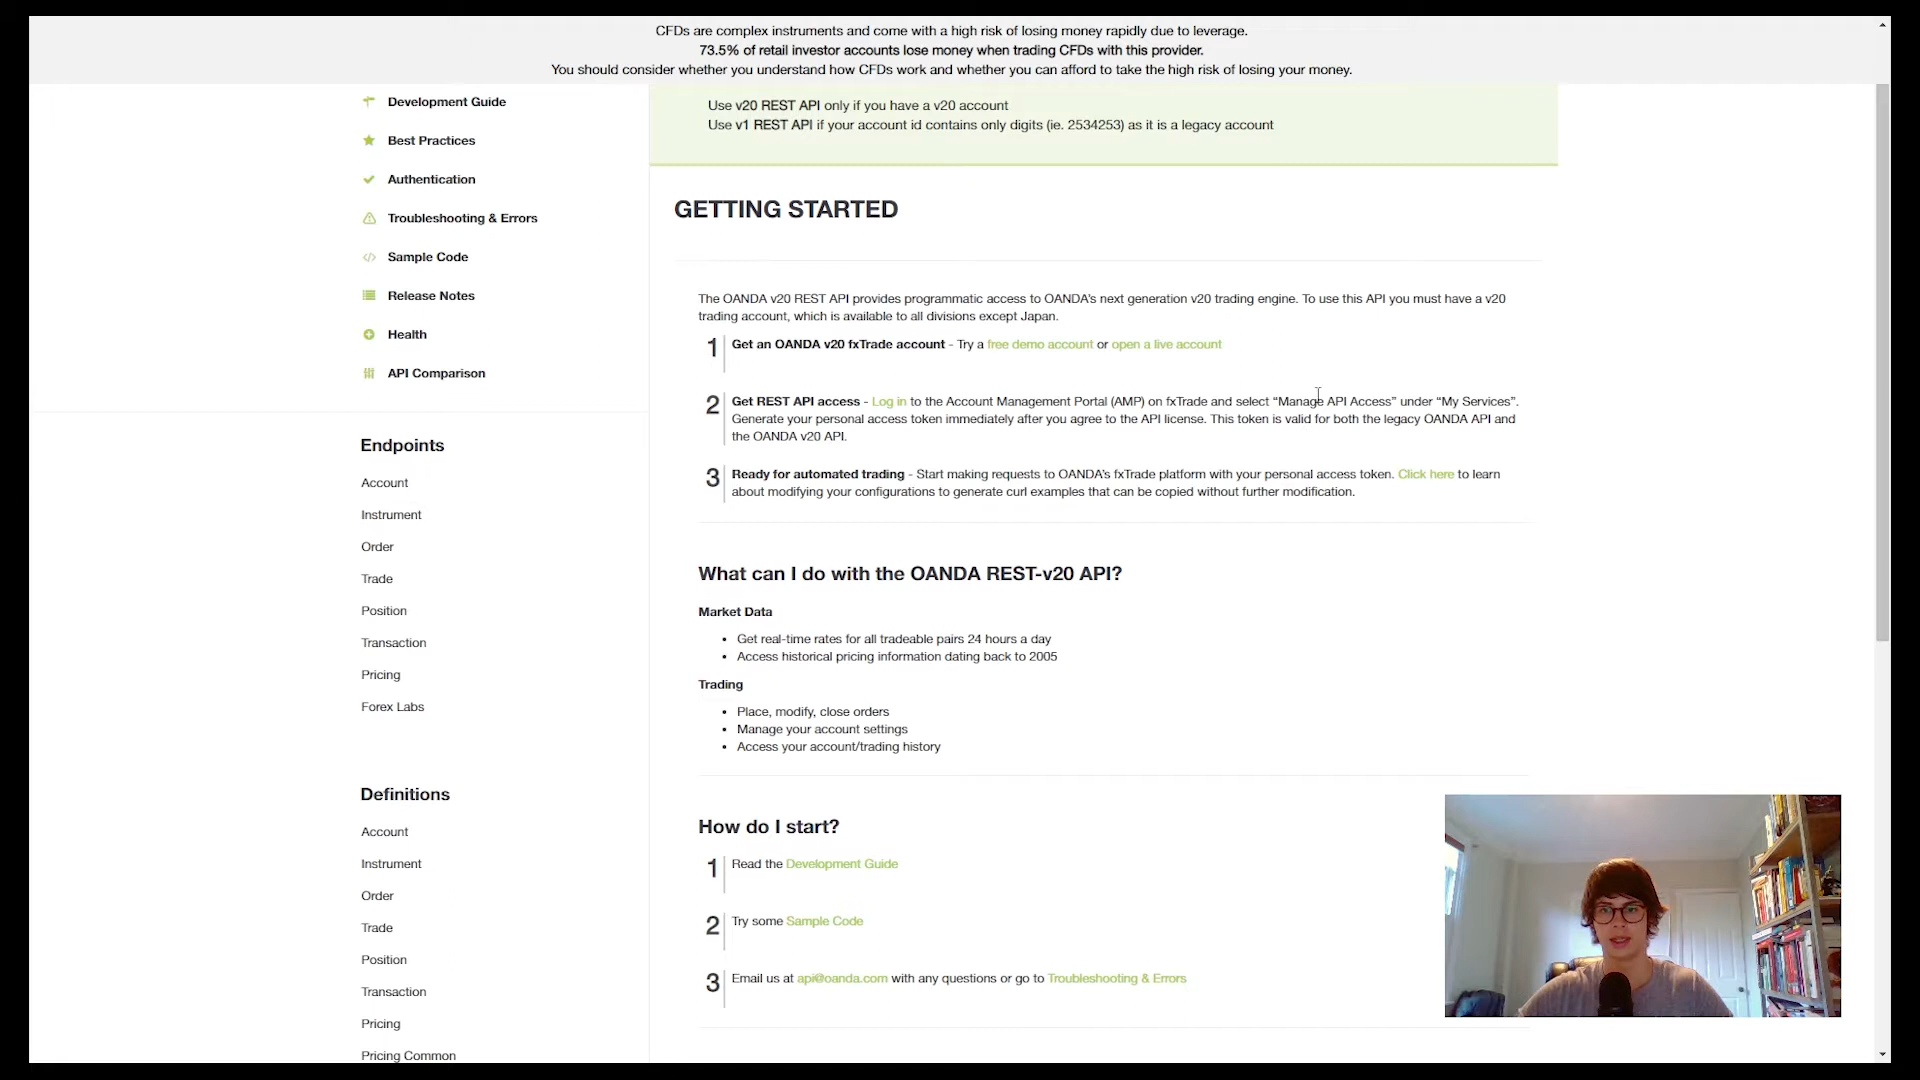 CFDs are complex instruments and come with a high risk of losing money rapidly due to leverage.
73.5% of retail investor accounts lose money when trading CFDs with this provider.
You should consider whether you understand how CFDs work and whether you can afford to take the high risk of losing your money.
Development Guide
Best Practices
Authentication
Troubleshooting & Errors
Sample Code
Release Notes
Health
API Comparison
Endpoints
Account
Instrument
Order
Trade
Position
Transaction
Pricing
Forex Labs
Definitions
Account
Instrument
Order
Trade
Position
Transaction
Pricing
Pricing Common
Use v20 REST API only if you have a v20 account
Use v1 REST API if your account id contains only digits (ie. 2534253) as it is a legacy account
GETTING STARTED
The OANDA v20 REST API provides programmatic access to OANDA's next generation v20 trading engine. To use this API you must have a v20
trading account, which is available to all divisions except Japan.
1 Get an OANDA v20 fxTrade account - Try a free demo account or open a live account
2 Get REST API access - Log in to the Account Management Portal (AMP) on fxTrade and select “Manage API Access” under “My Services”.
Generate your personal access token immediately after you agree to the API license. This token is valid for both the legacy OANDA API and
the OANDA v20 API.
3 Ready for automated trading - Start making requests to OANDA's fxTrade platform with your personal access token. Click here to learn
about modifying your configurations to generate curl examples that can be copied without further modification.
What can I do with the OANDA REST-v20 API?
Market Data
• Get real-time rates for all tradeable pairs 24 hours a day
• Access historical pricing information dating back to 2005
Trading
• Place, modify, close orders
• Manage your account settings
• Access your account/trading history
How do I start?
1 Read the Development Guide
2 Try some Sample Code
3 Email us at api@oanda.com with any questions or go to Troubleshooting & Errors